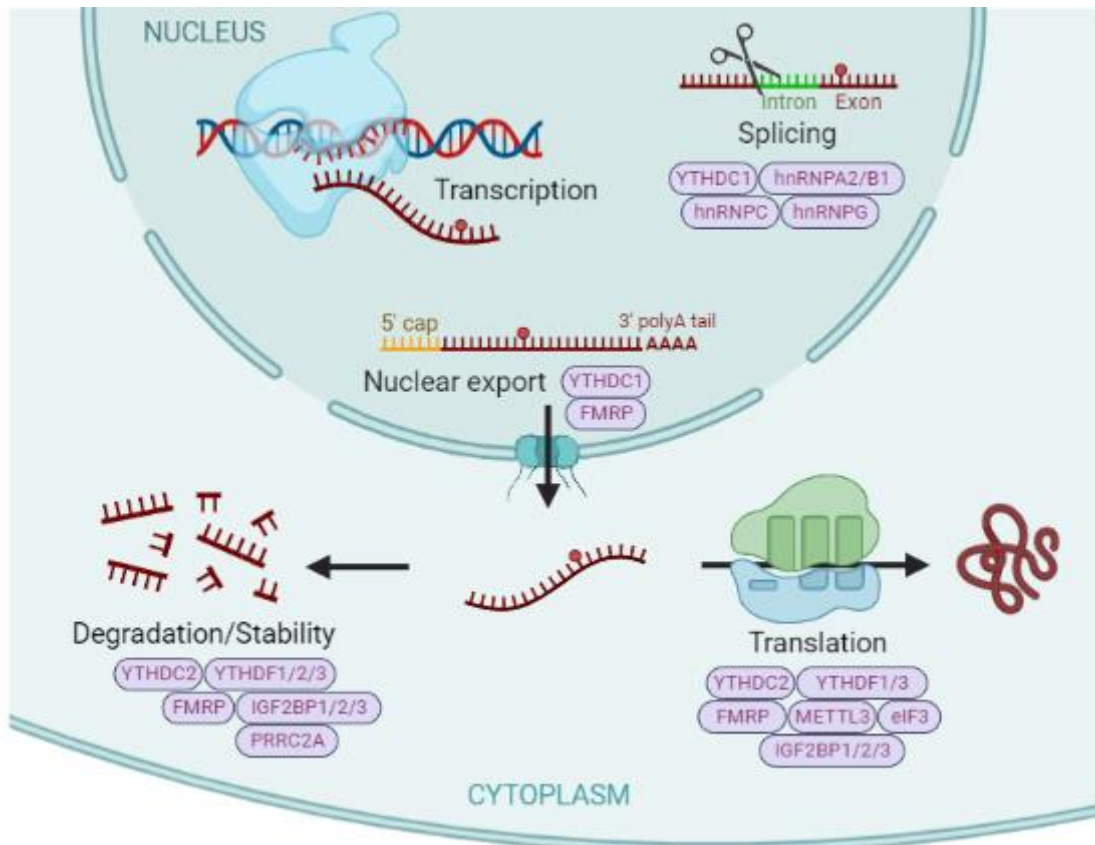 NUCLEUS
Transcription
Intron Exon
Splicing
YTHDC1 hnRNPA2/B1
hnRNPC hnRNPG
5' cap 3' polyA tail
AAAA
Nuclear export YTHDC1
FMRP
Degradation/Stability
YTHDC2 YTHDF1/2/3
FMRP IGF2BP1/2/3
PRRC2A
Translation
YTHDC2 YTHDF1/3
FMRP METTL3 eIF3
IGF2BP1/2/3
CYTOPLASM